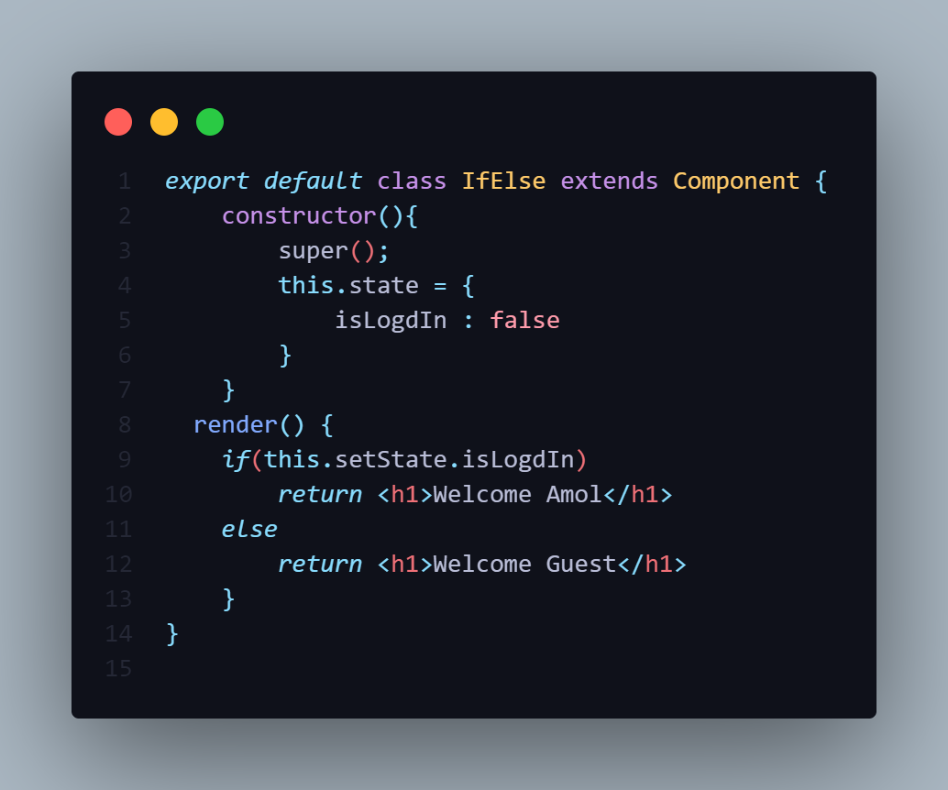 1 export default class IfElse extends Component {
2     constructor(){
3         super();
4         this.state = {
5             isLogdIn : false
6         }
7     }
8   render() {
9     if(this.setState.isLogdIn)
10         return <h1>Welcome Amol</h1>
11     else
12         return <h1>Welcome Guest</h1>
13     }
14 }
15